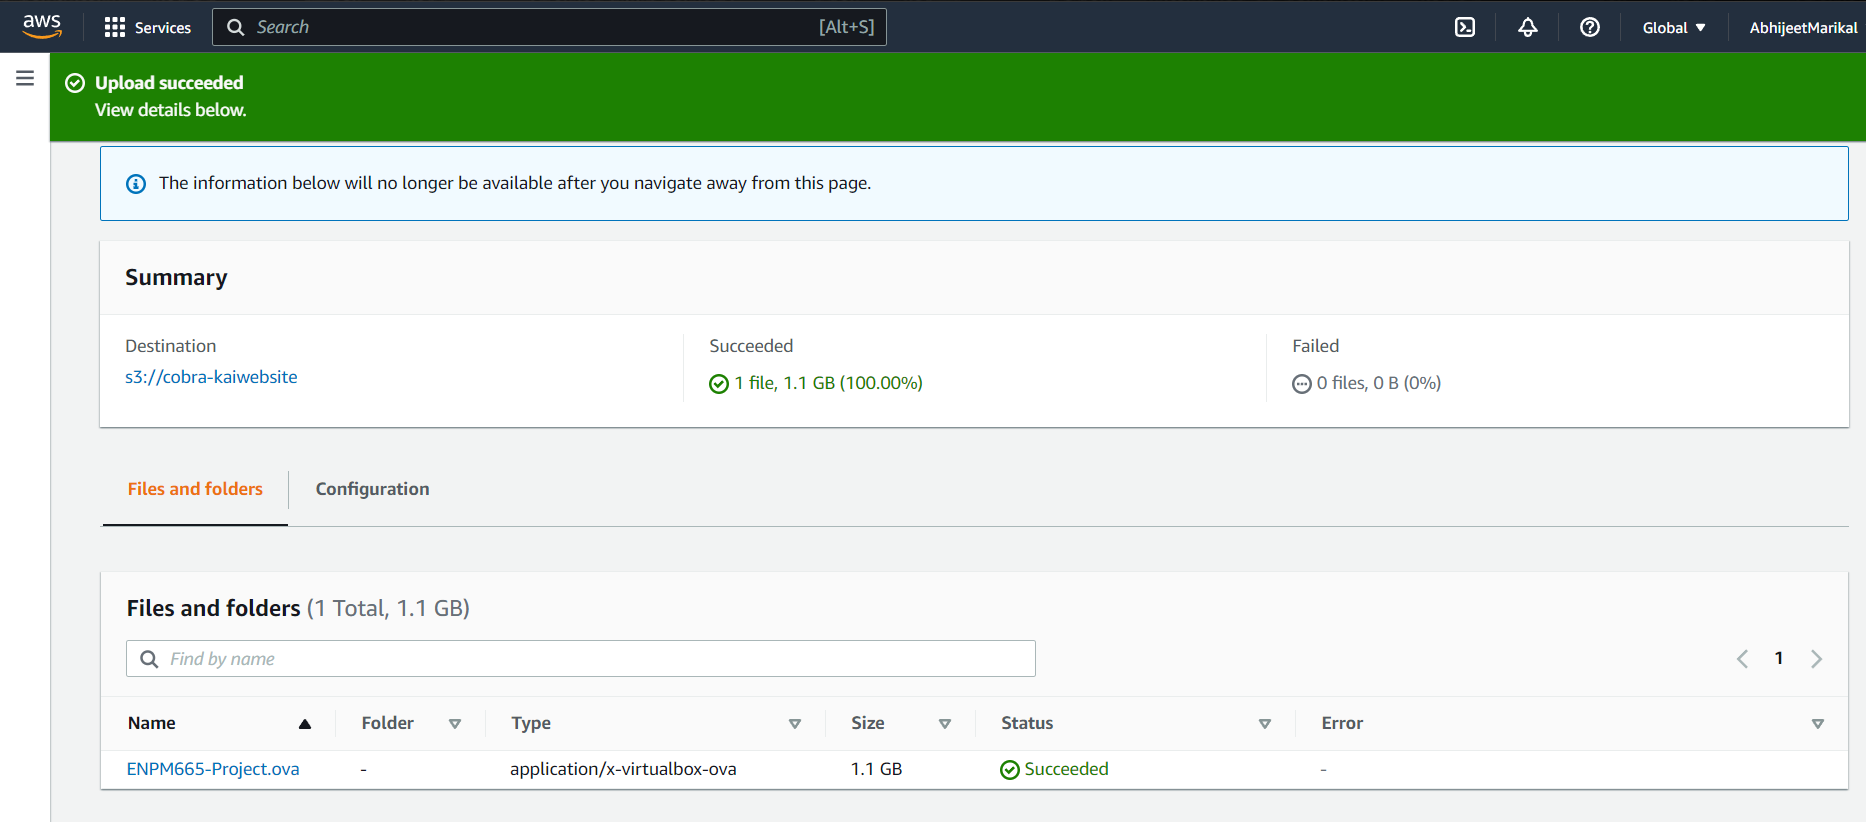 aws
Services
Search
[Alt+S]
Global
AbhijeetMarikal
Upload succeeded
View details below.
The information below will no longer be available after you navigate away from this page.
Summary
Destination
s3://cobra-kaiwebsite
Succeeded
1 file, 1.1 GB (100.00%)
Failed
0 files, 0 B (0%)
Files and folders
Configuration
Files and folders (1 Total, 1.1 GB)
Find by name
1
Name Folder Type Size Status Error
ENPM665-Project.ova - application/x-virtualbox-ova 1.1 GB Succeeded -